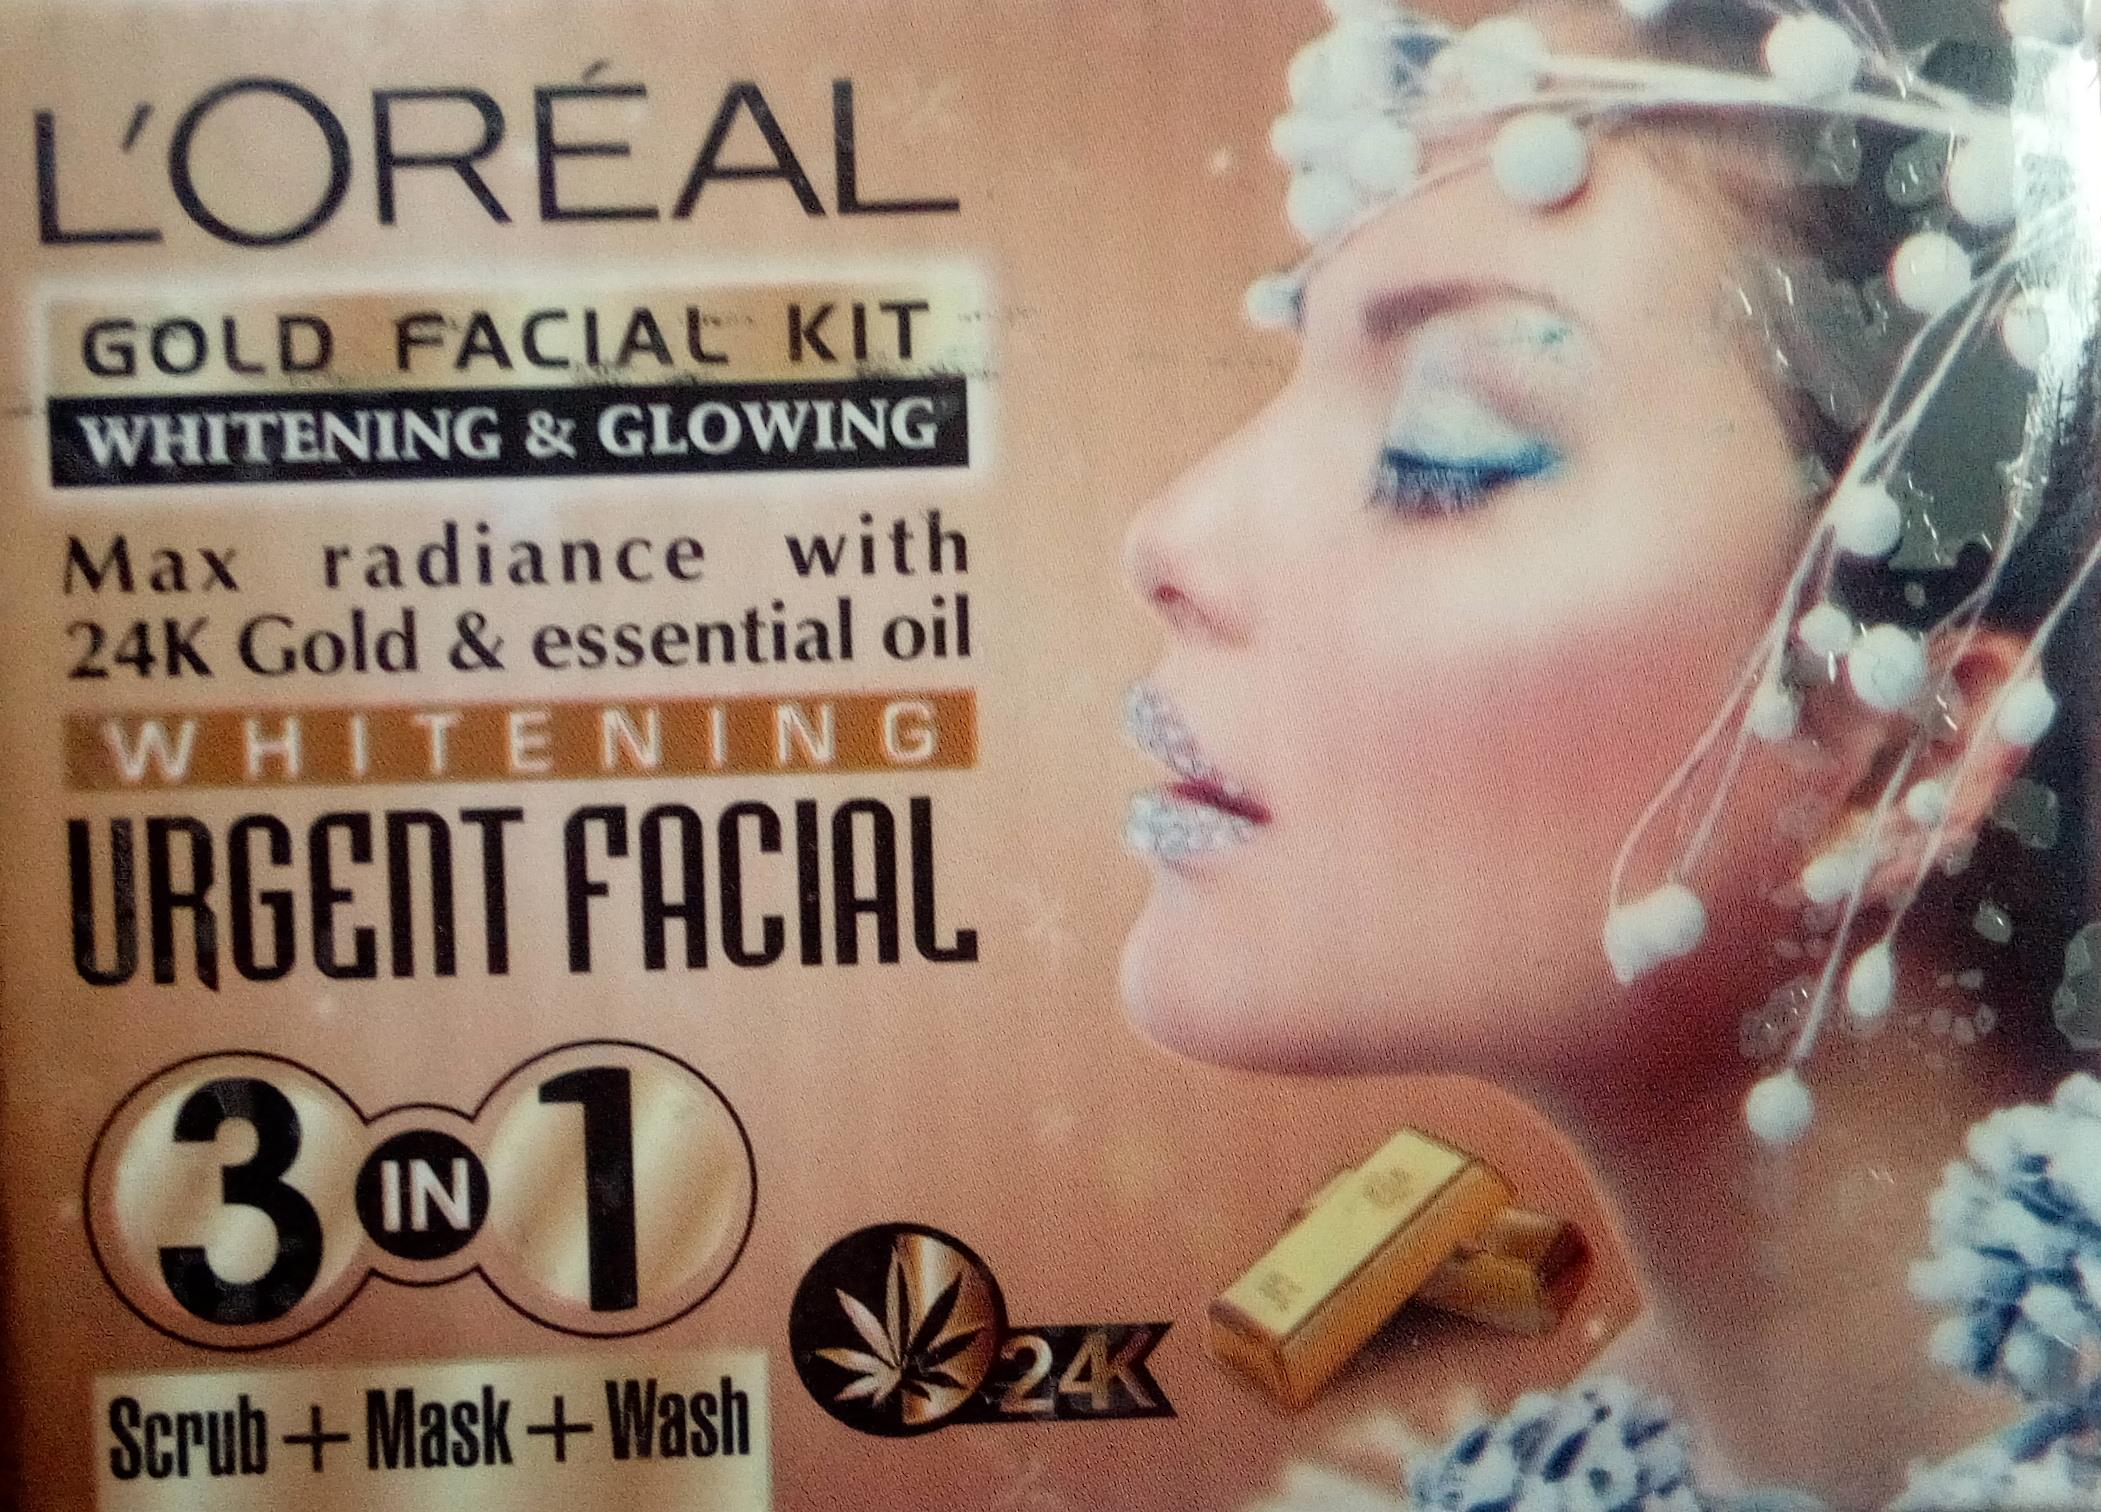 L'ORÉAL
GOLD FACIAL KIT
WHITENING & GLOWING
Max radiance with
24K Gold & essential oil
WHITENING
URGENT FACIAL
3 IN 1
24K
Scrub + Mask + Wash